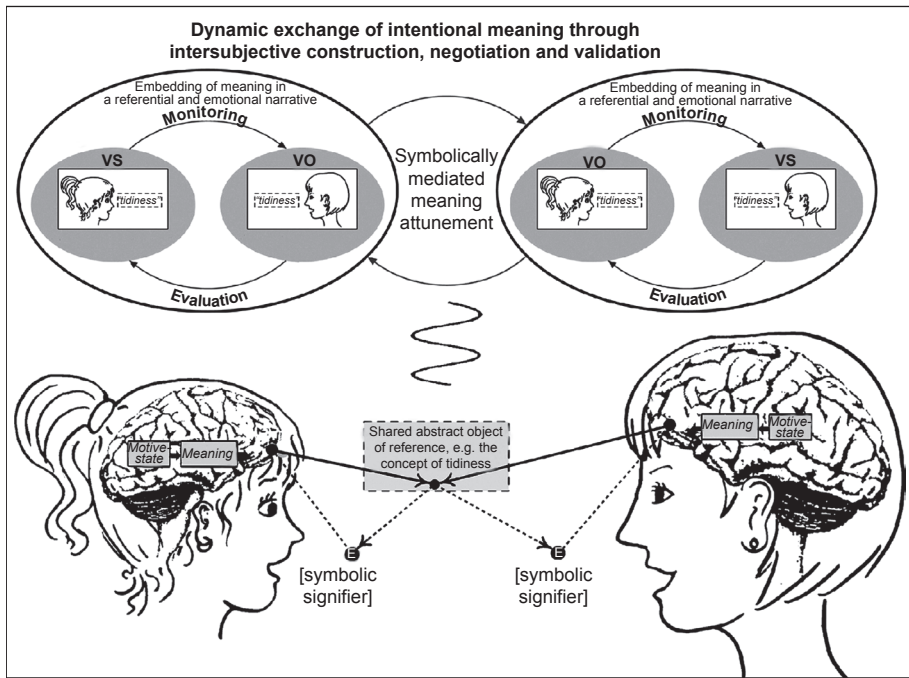 Dynamic exchange of intentional meaning through
intersubjective construction, negotiation and validation
Embedding of meaning in
a referential and emotional narrative
Monitoring
VS
VO
"tidiness"
"tidiness"
Evaluation
Symbolically
mediated
meaning
attunement
Embedding of meaning in
a referential and emotional narrative
Monitoring
VO
VS
"tidiness"
"tidiness"
Evaluation
Motive-
state
Meaning
Shared abstract object
of reference, e.g. the
concept of tidiness
Meaning
Motive-
state
E
[symbolic
signifier]
E
[symbolic
signifier]